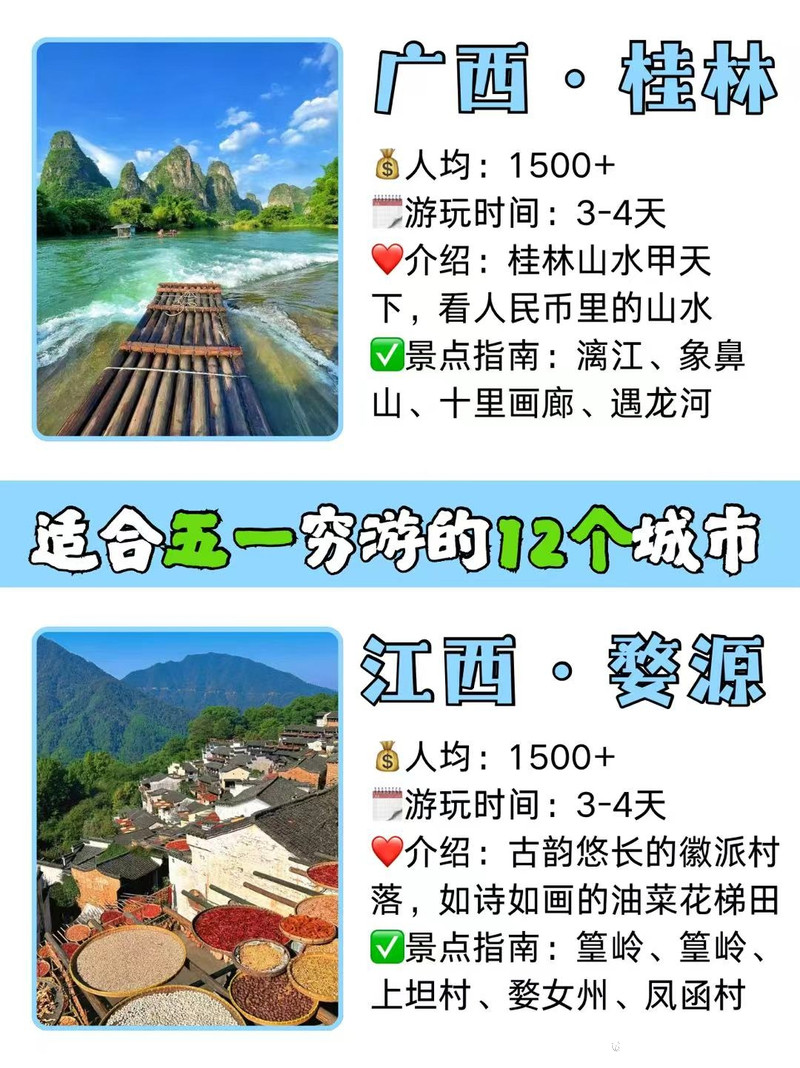 广西·桂林
人均：1500+
游玩时间：3-4天
介绍：桂林山水甲天
下，看人民币里的山水
景点指南：漓江、象鼻
山、十里画廊、遇龙河
适合五一穷游的12个城市
江西·婺源
人均：1500+
游玩时间：3-4天
介绍：古韵悠长的徽派村
落，如诗如画的油菜花梯田
景点指南：篁岭、篁岭、
上坦村、婺女州、凤函村